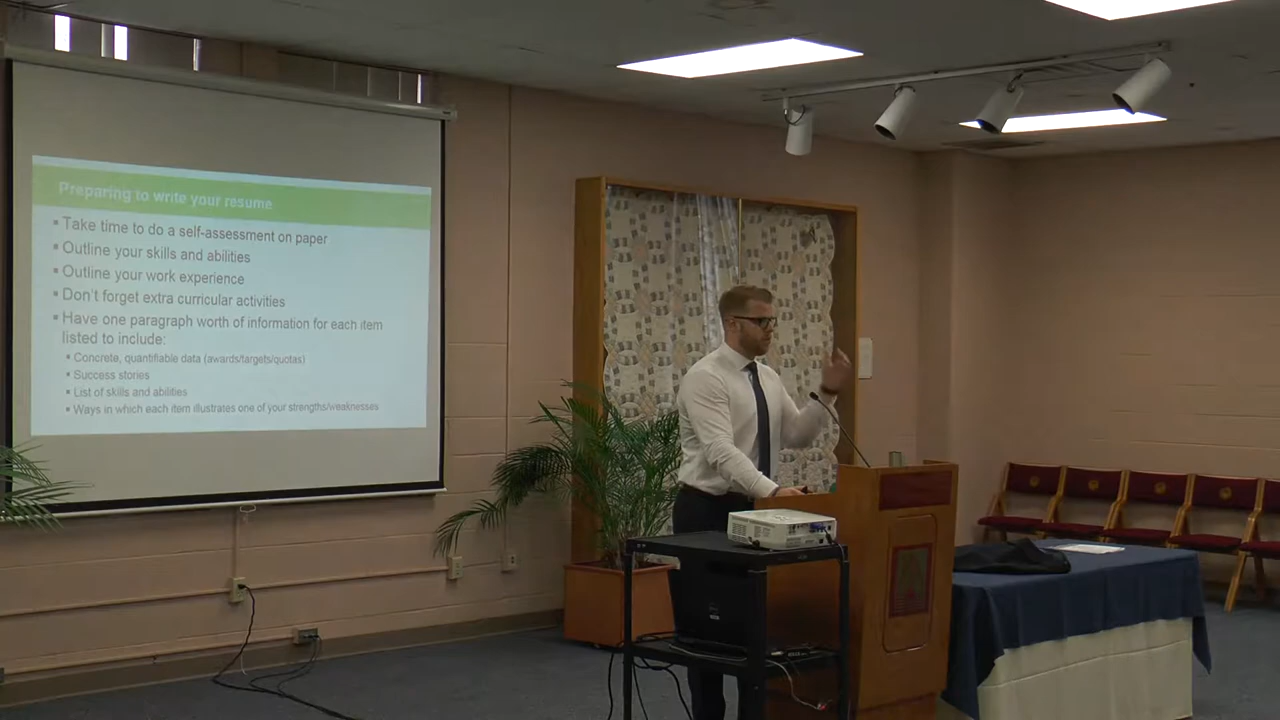 Preparing to write your resume
▪ Take time to do a self-assessment on paper
▪ Outline your skills and abilities
▪ Outline your work experience
▪ Don't forget extra curricular activities
▪ Have one paragraph worth of information for each item
listed to include:
▪ Concrete, quantifiable data (awards/targets/quotas)
▪ Success stories
▪ List of skills and abilities
▪ Ways in which each item illustrates one of your strengths/weaknesses